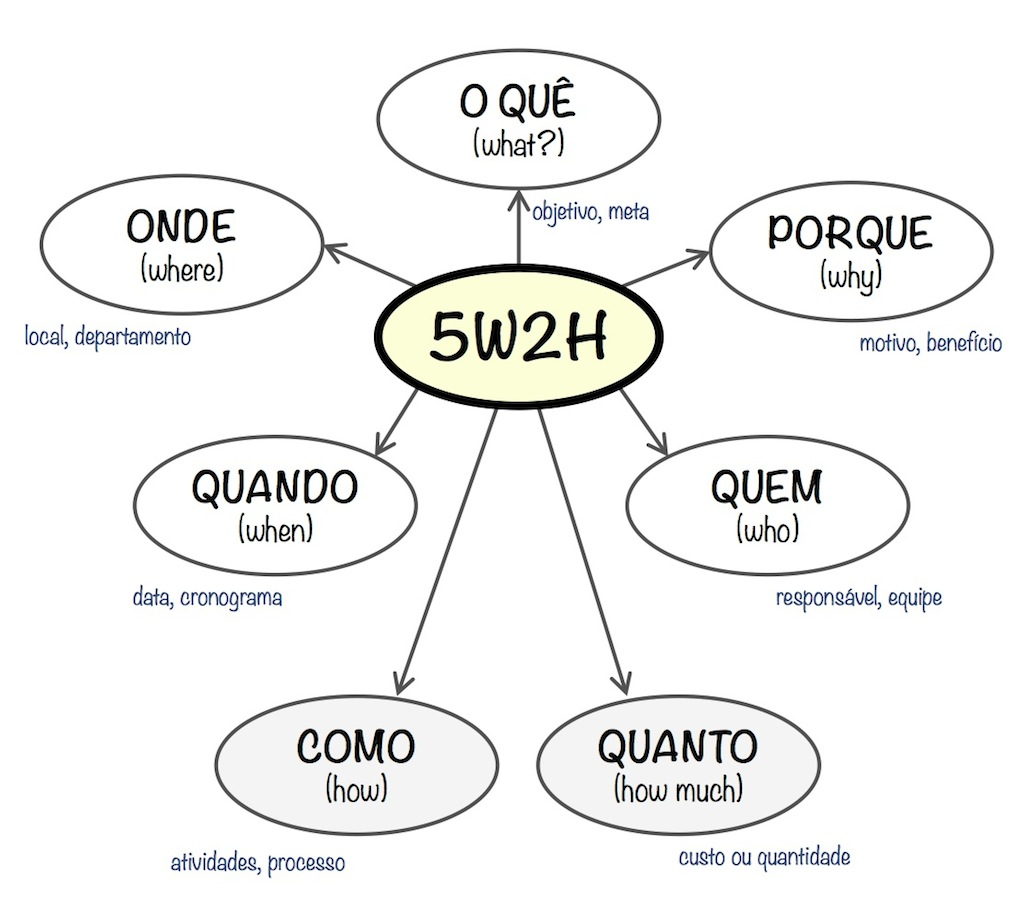 O QUÊ
(what?)
objetivo, meta
ONDE
(where)
local, departamento
PORQUE
(why)
motivo, benefício
5W2H
QUANDO
(when)
data, cronograma
QUEM
(who)
responsável, equipe
COMO
(how)
atividades, processo
QUANTO
(how much)
custo ou quantidade